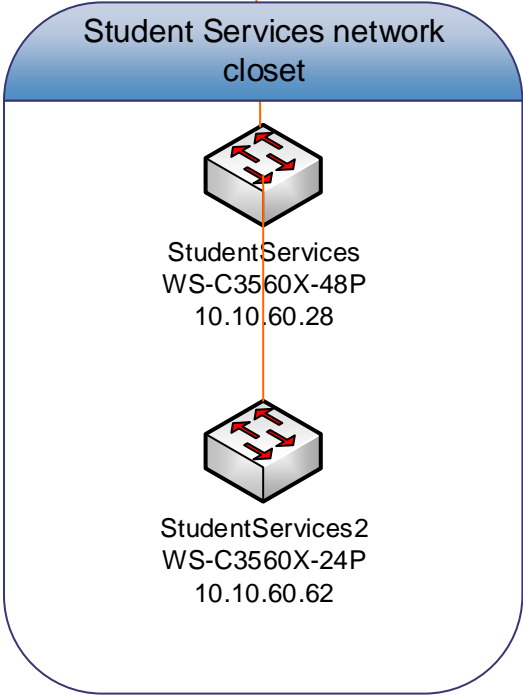 Student Services network
closet
StudentServices
WS-C3560X-48P
10.10.60.28
StudentServices2
WS-C3560X-24P
10.10.60.62